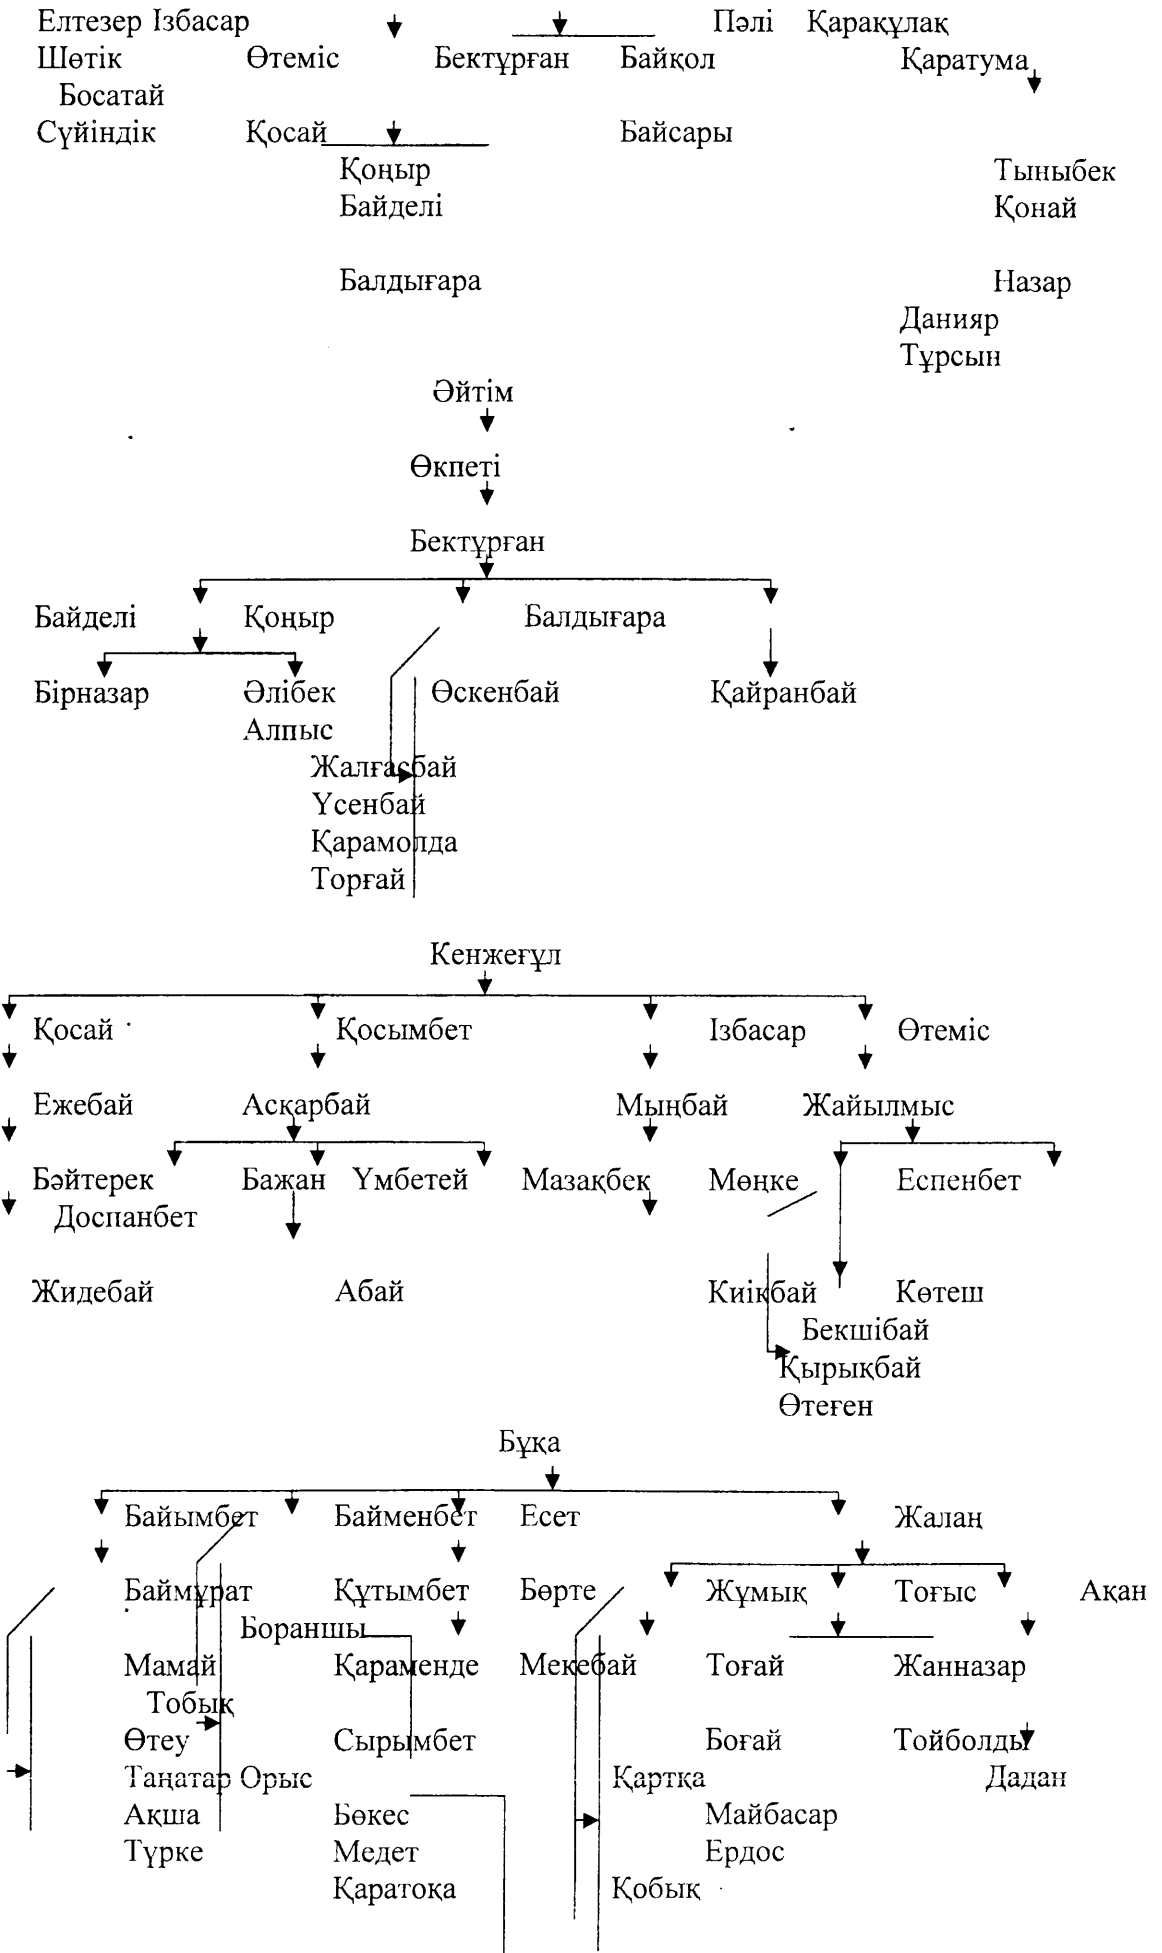 Елтезер Ізбасар Пәлі Қарақұлақ
Шөтік Өтеміс Бектұрған Байқол Қаратума
Босатай
Сүйіндік Қосай Байсары
Қоңыр Тыныбек
Байделі Қонай
Балдығара Назар
Данияр
Тұрсын
Әйтім
Өкпеті
Бектұрған
Байделі Қоңыр Балдығара
Бірназар Әлібек Өскенбай Қайранбай
Алпыс
Жалғасбай
Үсенбай
Қарамолда
Торғай
Кенжеғұл
Қосай Қосымбет Ізбасар Өтеміс
Ежебай Асқарбай Мыңбай Жайылмыс
Бәйтерек Бажан Үмбетей Мазақбек Мөңке Еспенбет
Доспанбет
Жидебай Абай Киікбай Көтеш
Бекшібай
Қырықбай
Өтеген
Бұқа
Байымбет Байменбет Есет Жалаң
Баймұрат Құтымбет Бөрте Жұмық Тоғыс Ақан
Бораншы
Мамай Қараменде Мекебай Тоғай Жанназар
Тобық
Өтеу Сырымбет Боғай Тойболды
Таңатар Орыс Картқа Дадан
Ақша Бөкес Майбасар
Түрке Медет Ердос
Қаратоқа Қобық